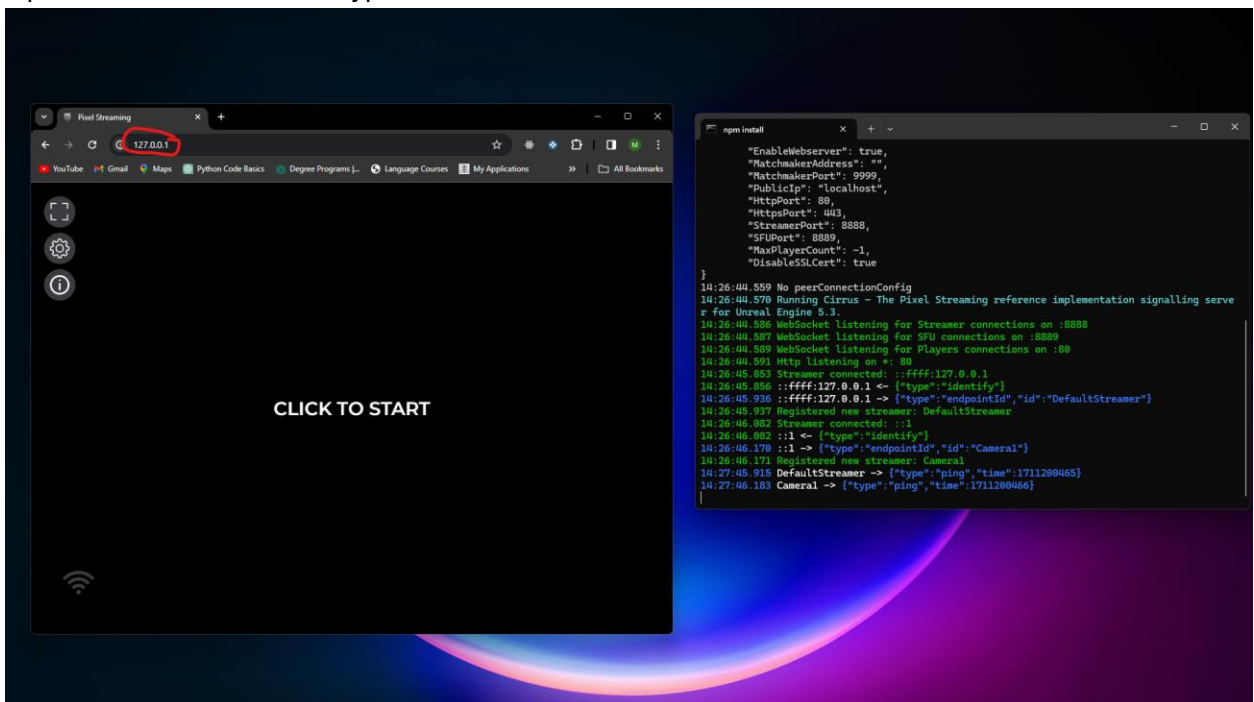 Pixel Streaming
127.0.0.1
YouTube Gmail Maps Python Code Basics Degree Programs |... Language Courses My Applications » All Bookmarks
CLICK TO START
npm install
"EnableWebserver": true,
"MatchmakerAddress": "",
"MatchmakerPort": 9999,
"PublicIp": "localhost",
"HttpPort": 80,
"HttpsPort": 443,
"StreamerPort": 8888,
"SFUPort": 8889,
"MaxPlayerCount": -1,
"DisableSSLCert": true
}
14:26:44.559 No peerConnectionConfig
14:26:44.570 Running Cirrus - The Pixel Streaming reference implementation signalling serve
r for Unreal Engine 5.3.
14:26:44.586 WebSocket listening for Streamer connections on :8888
14:26:44.587 WebSocket listening for SFU connections on :8889
14:26:44.589 WebSocket listening for Players connections on :80
14:26:44.591 Http listening on *: 80
14:26:45.853 Streamer connected: ::ffff:127.0.0.1
14:26:45.856 ::ffff:127.0.0.1 <- {"type":"identify"}
14:26:45.936 ::ffff:127.0.0.1 -> {"type":"endpointId","id":"DefaultStreamer"}
14:26:45.937 Registered new streamer: DefaultStreamer
14:26:46.082 Streamer connected: ::1
14:26:46.082 ::1 <- {"type":"identify"}
14:26:46.170 ::1 -> {"type":"endpointId","id":"Camera1"}
14:26:46.171 Registered new streamer: Camera1
14:27:45.915 DefaultStreamer -> {"type":"ping","time":1711200465}
14:27:46.183 Camera1 -> {"type":"ping","time":1711200466}